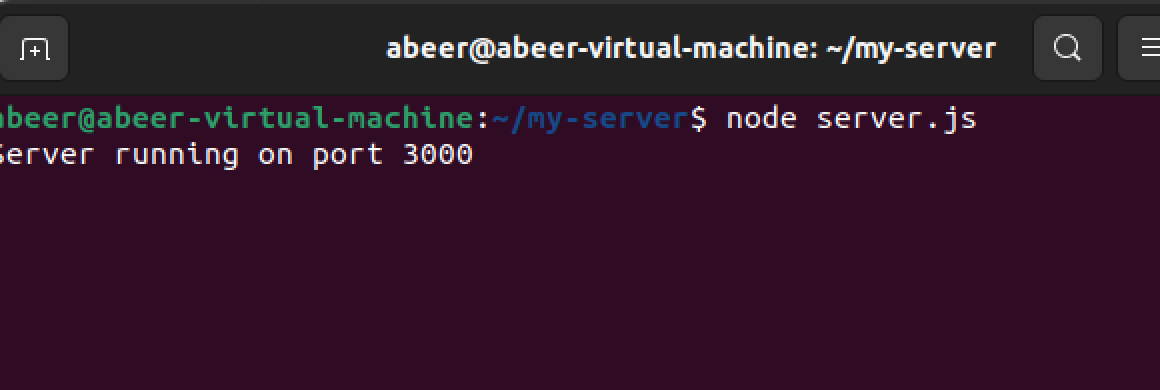 abeer@abeer-virtual-machine: ~/my-server
abeer@abeer-virtual-machine:~/my-server$ node server.js
Server running on port 3000